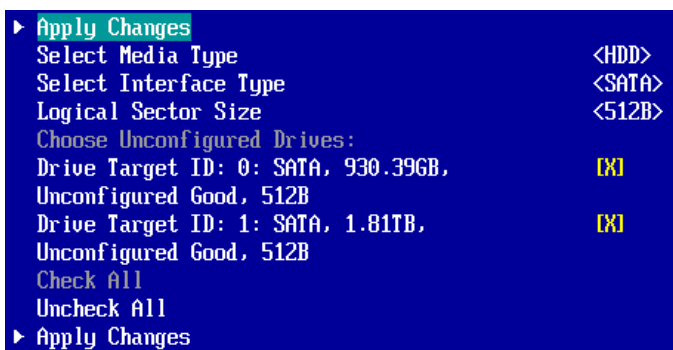 Apply Changes
Select Media Type <HDD>
Select Interface Type <SATA>
Logical Sector Size <512B>
Choose Unconfigured Drives:
Drive Target ID: 0: SATA, 930.39GB, [X]
Unconfigured Good, 512B
Drive Target ID: 1: SATA, 1.81TB, [X]
Unconfigured Good, 512B
Check All
Uncheck All
Apply Changes